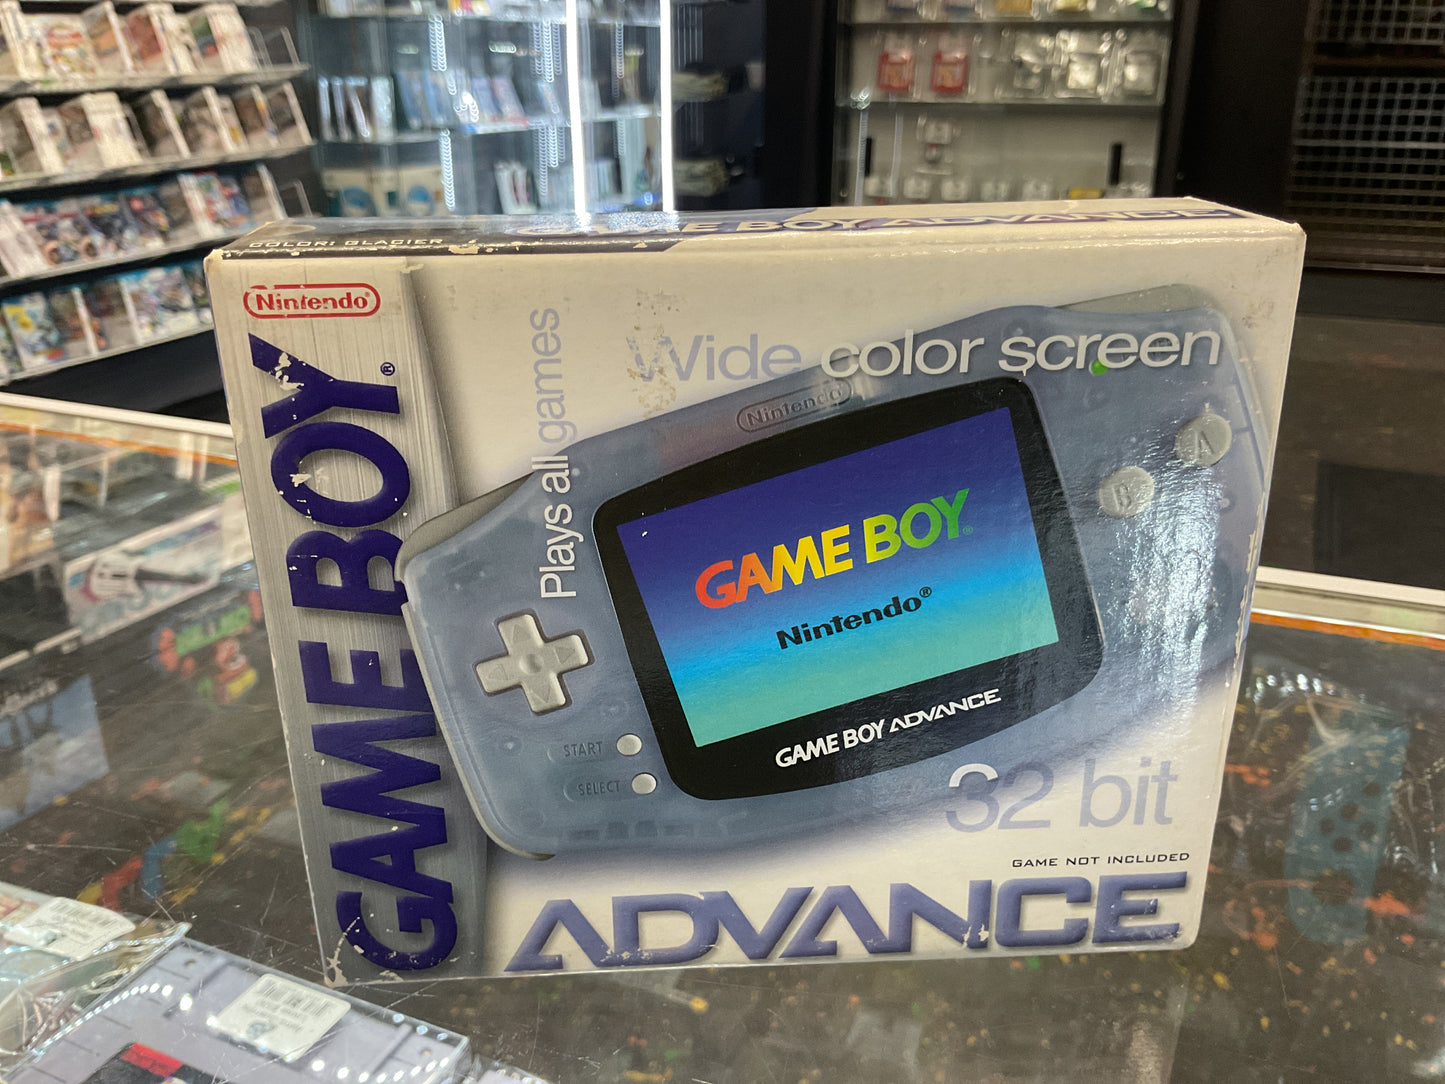 COLOR: GLACIER
GAME BOY ADVANCE
Nintendo®
GAME BOY®
Plays all games
Wide color screen
Nintendo
A
B
GAME BOY®
Nintendo®
GAME BOY ADVANCE
START
SELECT
32 bit
GAME NOT INCLUDED
ADVANCE